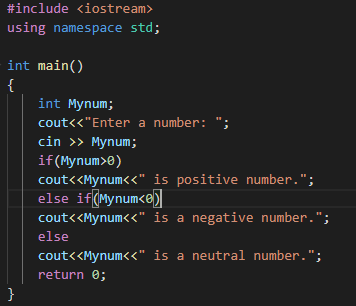 #include <iostream>
using namespace std;
int main()
{
int Mynum;
cout<<"Enter a number: ";
cin >> Mynum;
if(Mynum>0)
cout<<Mynum<<" is positive number.";
else if(Mynum<0)
cout<<Mynum<<" is a negative number.";
else
cout<<Mynum<<" is a neutral number.";
return 0;
}